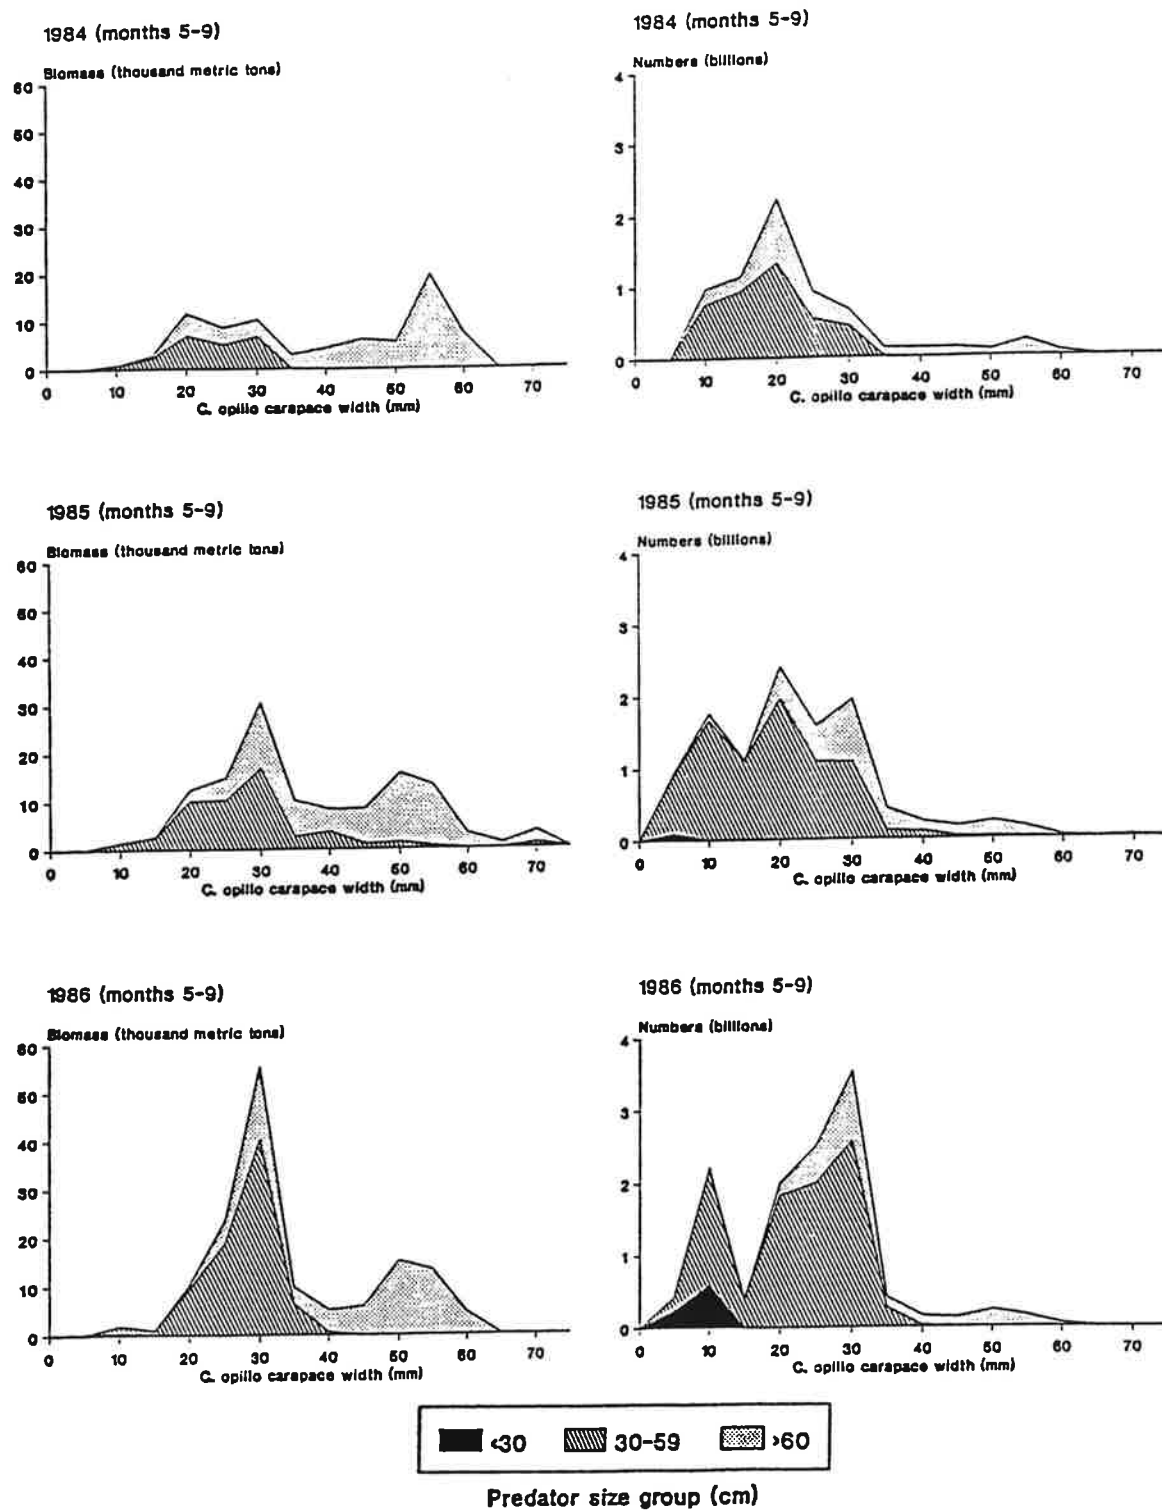 1984 (months 5-9)
Biomass (thousand metric tons)
60
50
40
30
20
10
0
0 10 20 30 40 50 60 70
C. opilio carapace width (mm)
1984 (months 5-9)
Numbers (billions)
4
3
2
1
0
0 10 20 30 40 50 60 70
C. opilio carapace width (mm)
1985 (months 5-9)
Biomass (thousand metric tons)
60
50
40
30
20
10
0
0 10 20 30 40 50 60 70
C. opilio carapace width (mm)
1985 (months 5-9)
Numbers (billions)
4
3
2
1
0
0 10 20 30 40 50 60 70
C. opilio carapace width (mm)
1986 (months 5-9)
Biomass (thousand metric tons)
60
50
40
30
20
10
0
0 10 20 30 40 50 60 70
C. opilio carapace width (mm)
1986 (months 5-9)
Numbers (billions)
4
3
2
1
0
0 10 20 30 40 50 60 70
C. opilio carapace width (mm)
<30 30-59 >60
Predator size group (cm)